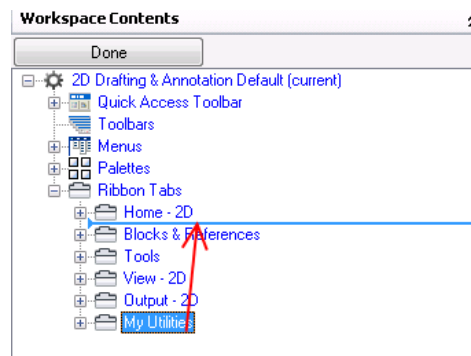 Workspace Contents
Done
2D Drafting & Annotation Default (current)
Quick Access Toolbar
Toolbars
Menus
Palettes
Ribbon Tabs
Home - 2D
Blocks & References
Tools
View - 2D
Output - 2D
My Utilities